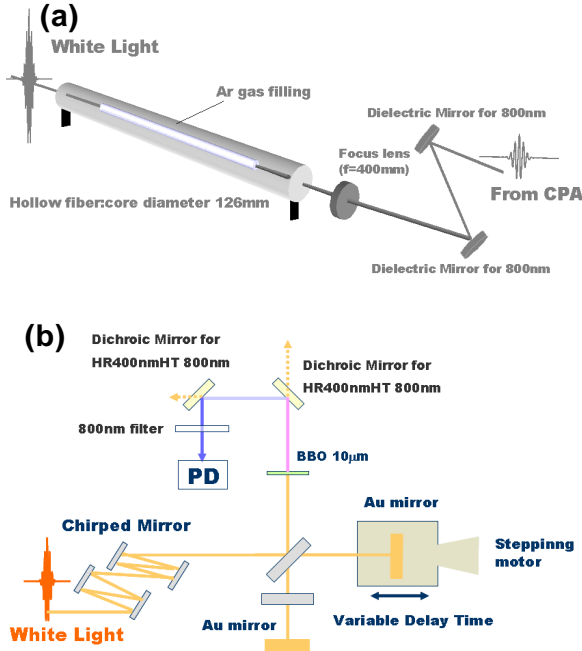 (a)
White Light
Ar gas filling
Dielectric Mirror for 800nm
Focus lens
(f=400mm)
From CPA
Hollow fiber:core diameter 126mm
Dielectric Mirror for 800nm
(b)
Dichroic Mirror for
HR400nmHT 800nm
Dichroic Mirror for
HR400nmHT 800nm
800nm filter
BBO 10μm
PD
Au mirror
Chirped Mirror
Steppinng
motor
White Light
Au mirror
Variable Delay Time